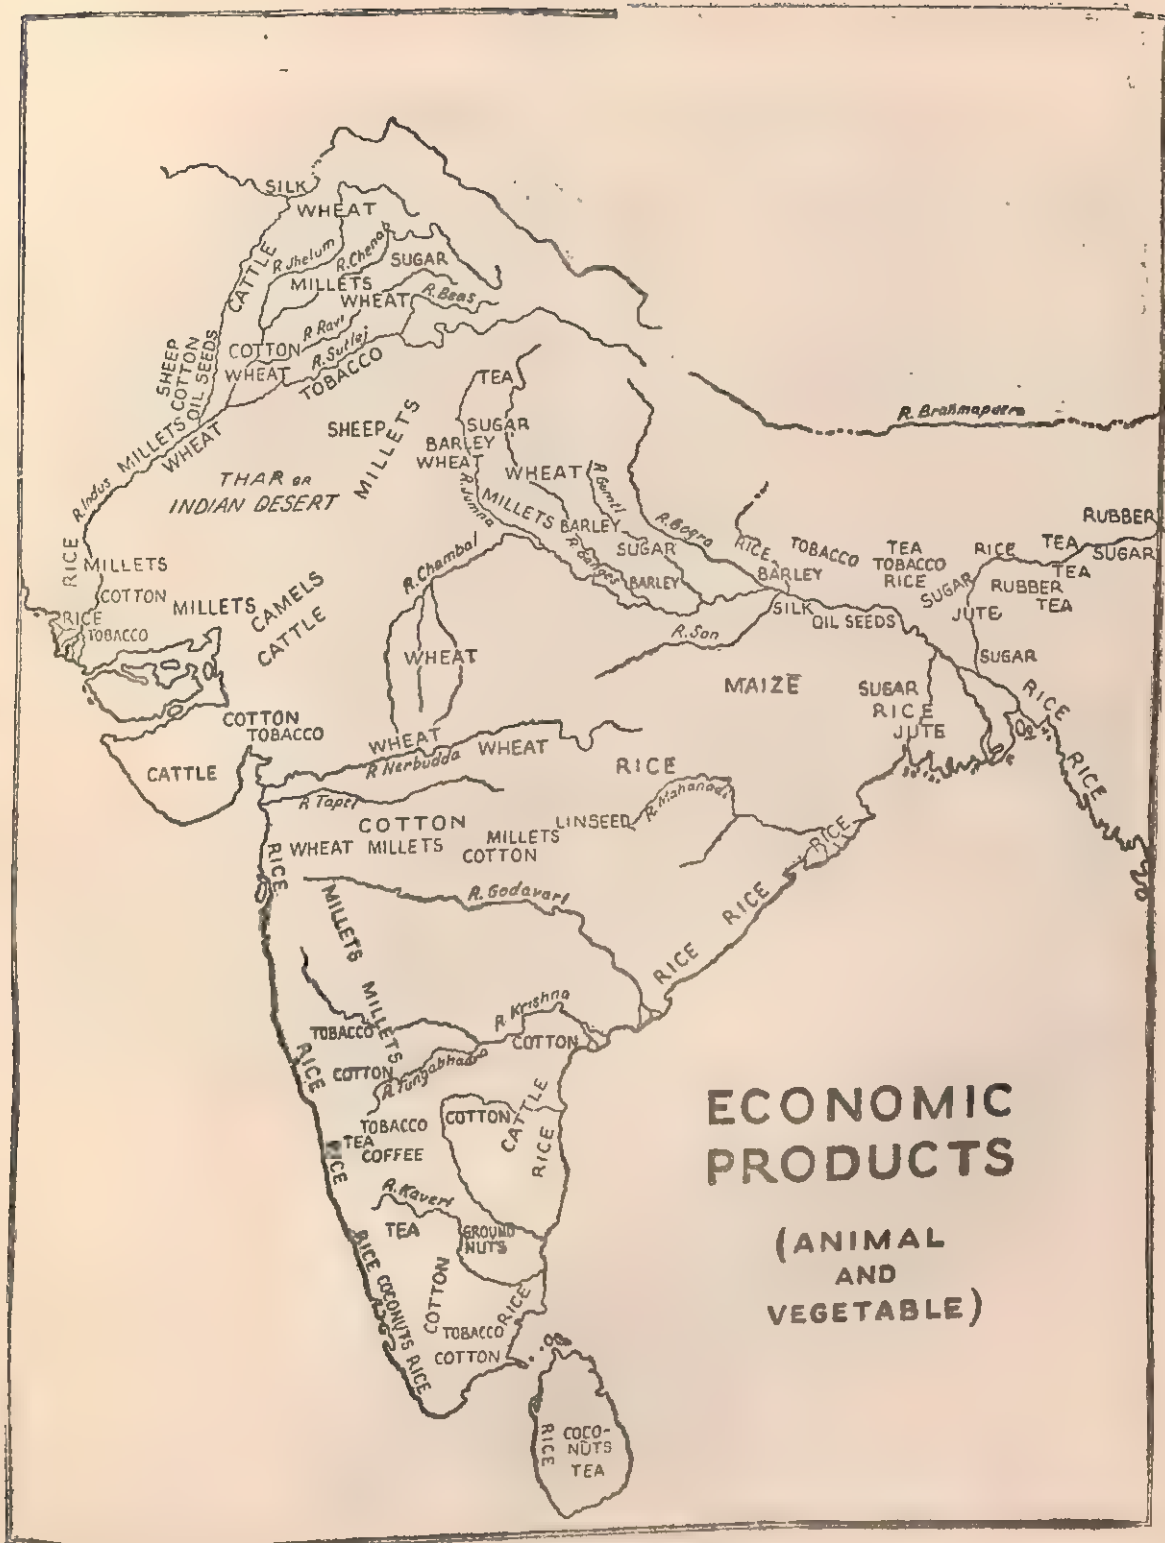 SILK
WHEAT
CATTLE
R. Jhelum
R. Chenab
SUGAR
MILLETS
WHEAT
R. Beas
R. Ravi
COTTON
R. Sutlej
WHEAT
TOBACCO
SHEEP
COTTON
OIL SEEDS
MILLETS
WHEAT
R. Indus
SHEEP
MILLETS
THAR OR
INDIAN DESERT
TEA
SUGAR
BARLEY
WHEAT
R. Jumna
WHEAT
R. Gumti
MILLETS
BARLEY
R. Ganges
SUGAR
BARLEY
R. Gogra
R. Brahmaputra
RICE
BARLEY
TOBACCO
TEA
TOBACCO
RICE
RUBBER
TEA
SUGAR
RICE
TEA
RUBBER
TEA
SUGAR
JUTE
SUGAR
SILK
OIL SEEDS
R. Son
MAIZE
SUGAR
RICE
JUTE
RICE
RICE
RICE
MILLETS
COTTON
RICE
TOBACCO
MILLETS
CAMELS
CATTLE
R. Chambal
WHEAT
COTTON
TOBACCO
CATTLE
WHEAT
WHEAT
R. Nerbudda
R. Tapti
RICE
R. Mahanadi
LINSEED
COTTON
WHEAT MILLETS
MILLETS
COTTON
RICE
RICE
RICE
RICE
R. Godavari
MILLETS
MILLETS
R. Krishna
TOBACCO
COTTON
COTTON
R. Tungabhadra
RICE
TOBACCO
COTTON
CATTLE
RICE
TEA
COFFEE
RICE
R. Kaveri
TEA
GROUND
NUTS
RICE COCONUTS RICE
COTTON
RICE
TOBACCO
COTTON
RICE
COCO-
NUTS
TEA
ECONOMIC
PRODUCTS
(ANIMAL
AND
VEGETABLE)